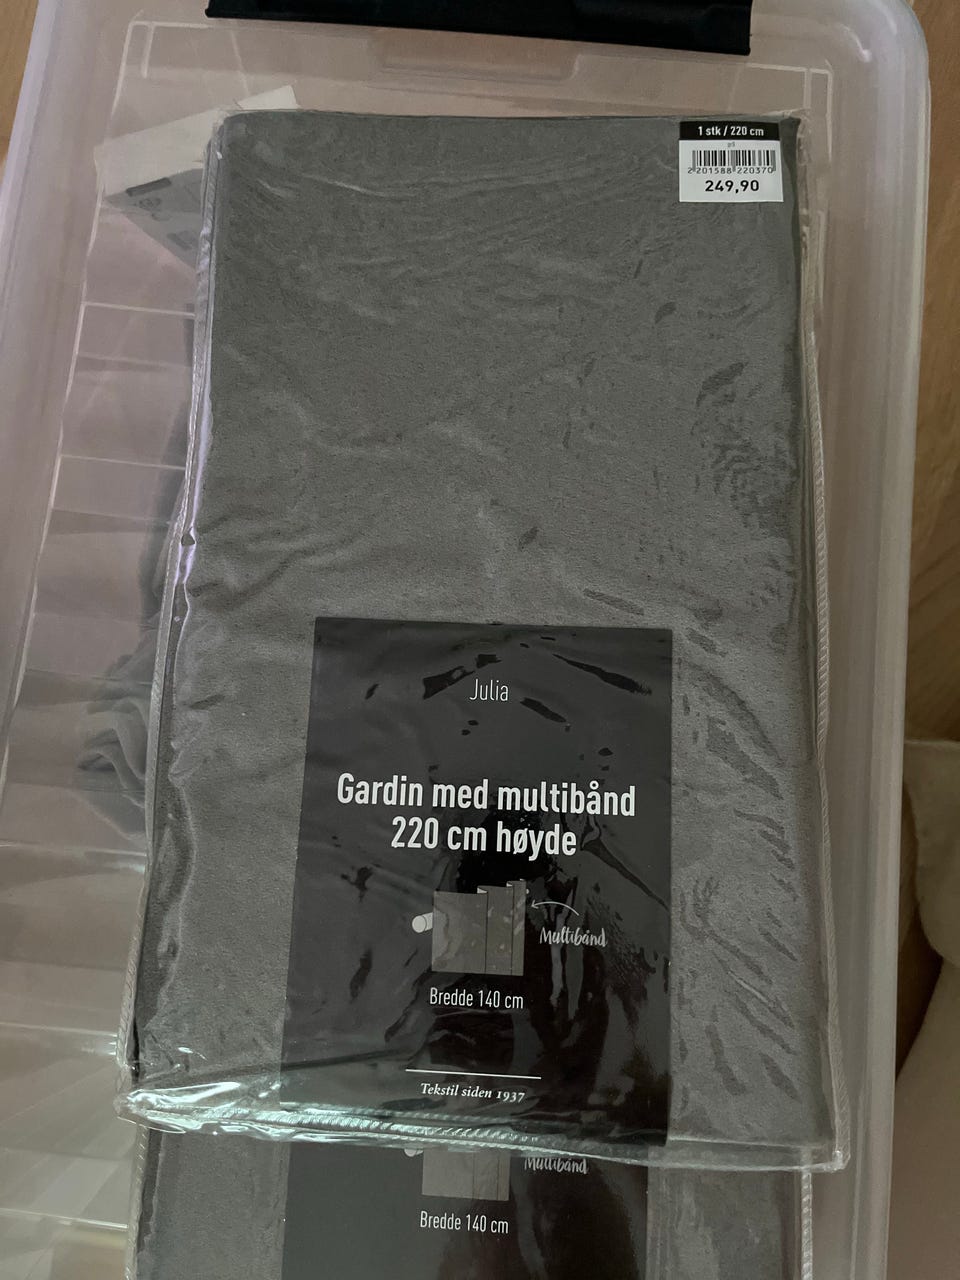 1 stk / 220 cm
2 201588 220370
249,90
Julia
Gardin med multibånd
220 cm høyde
Multibånd
Bredde 140 cm
Tekstil siden 1937
Multibånd
Bredde 140 cm